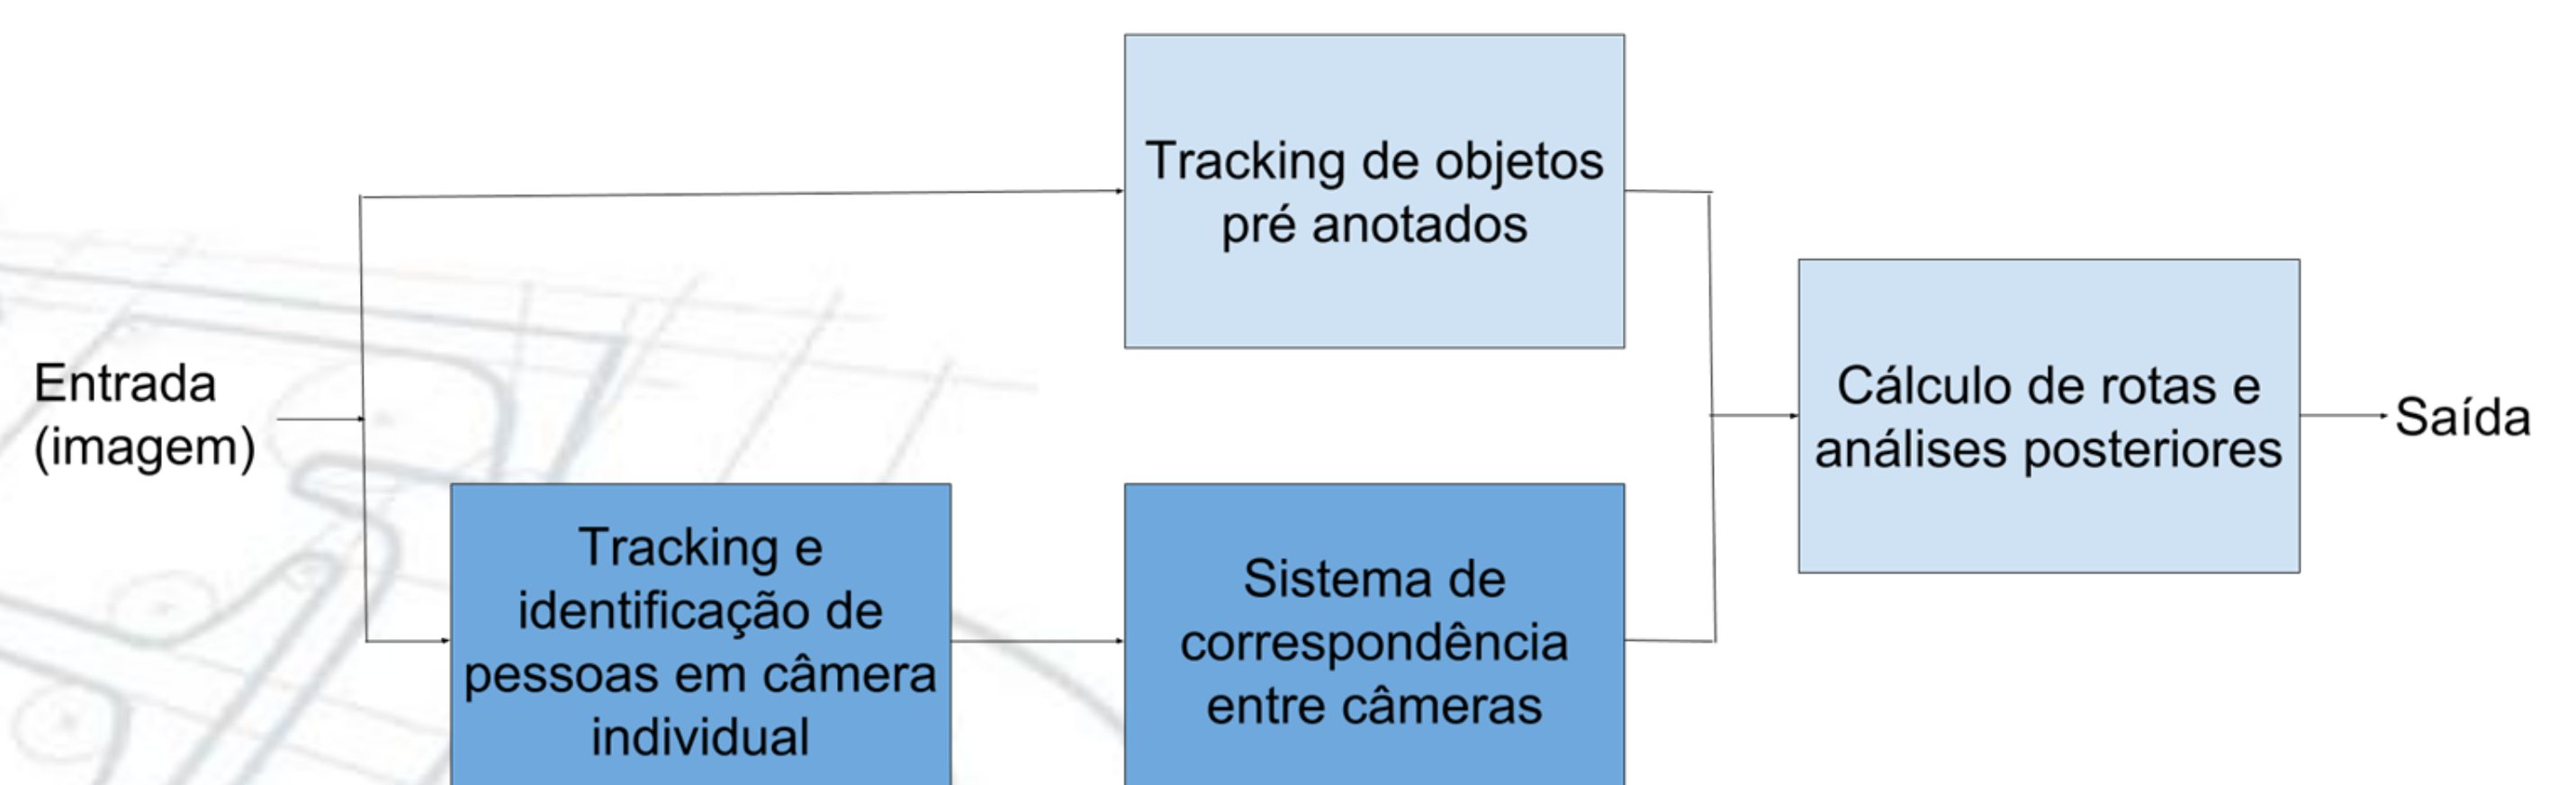 Tracking de objetos
pré anotados
Entrada
(imagem)
Cálculo de rotas e
análises posteriores
Saída
Tracking e
identificação de
pessoas em câmera
individual
Sistema de
correspondência
entre câmeras